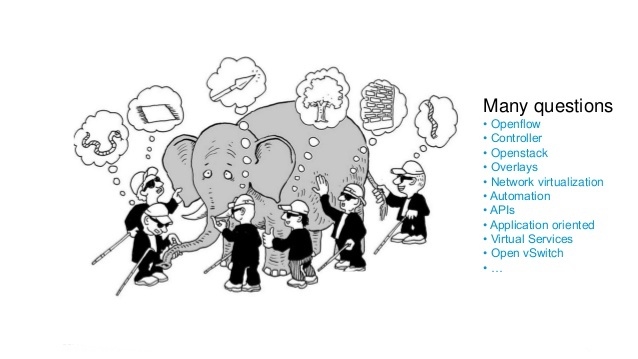 Many questions
• Openflow
• Controller
• Openstack
• Overlays
• Network virtualization
• Automation
• APIs
• Application oriented
• Virtual Services
• Open vSwitch
• …